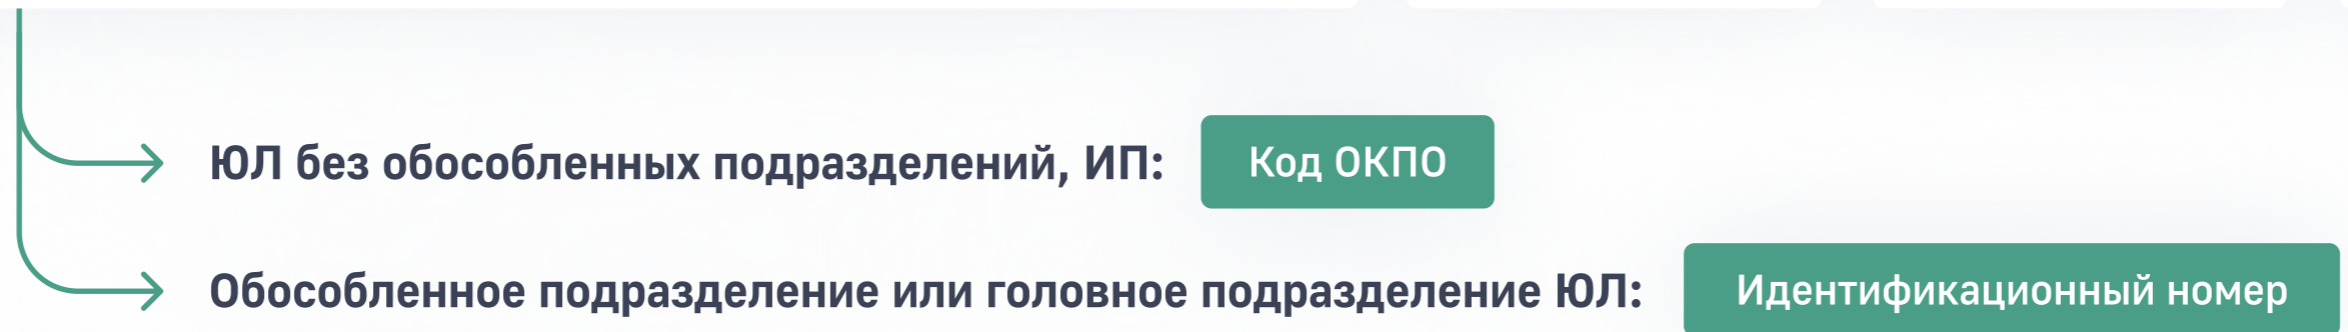 ЮЛ без обособленных подразделений, ИП: Код ОКПО
Обособленное подразделение или головное подразделение ЮЛ: Идентификационный номер